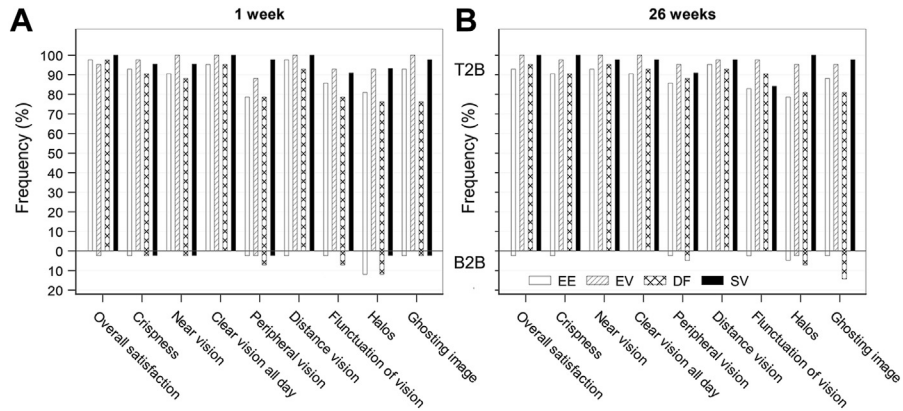 A
1 week
Frequency (%)
100
90
80
70
60
50
40
30
20
10
0
10
20
Overall satisfaction
Crispness
Near vision
Clear vision all day
Peripheral vision
Distance vision
Flunctuation of vision
Halos
Ghosting image
B
26 weeks
T2B
B2B
Frequency (%)
EE EV DF SV
Overall satisfaction
Crispness
Near vision
Clear vision all day
Peripheral vision
Distance vision
Flunctuation of vision
Halos
Ghosting image